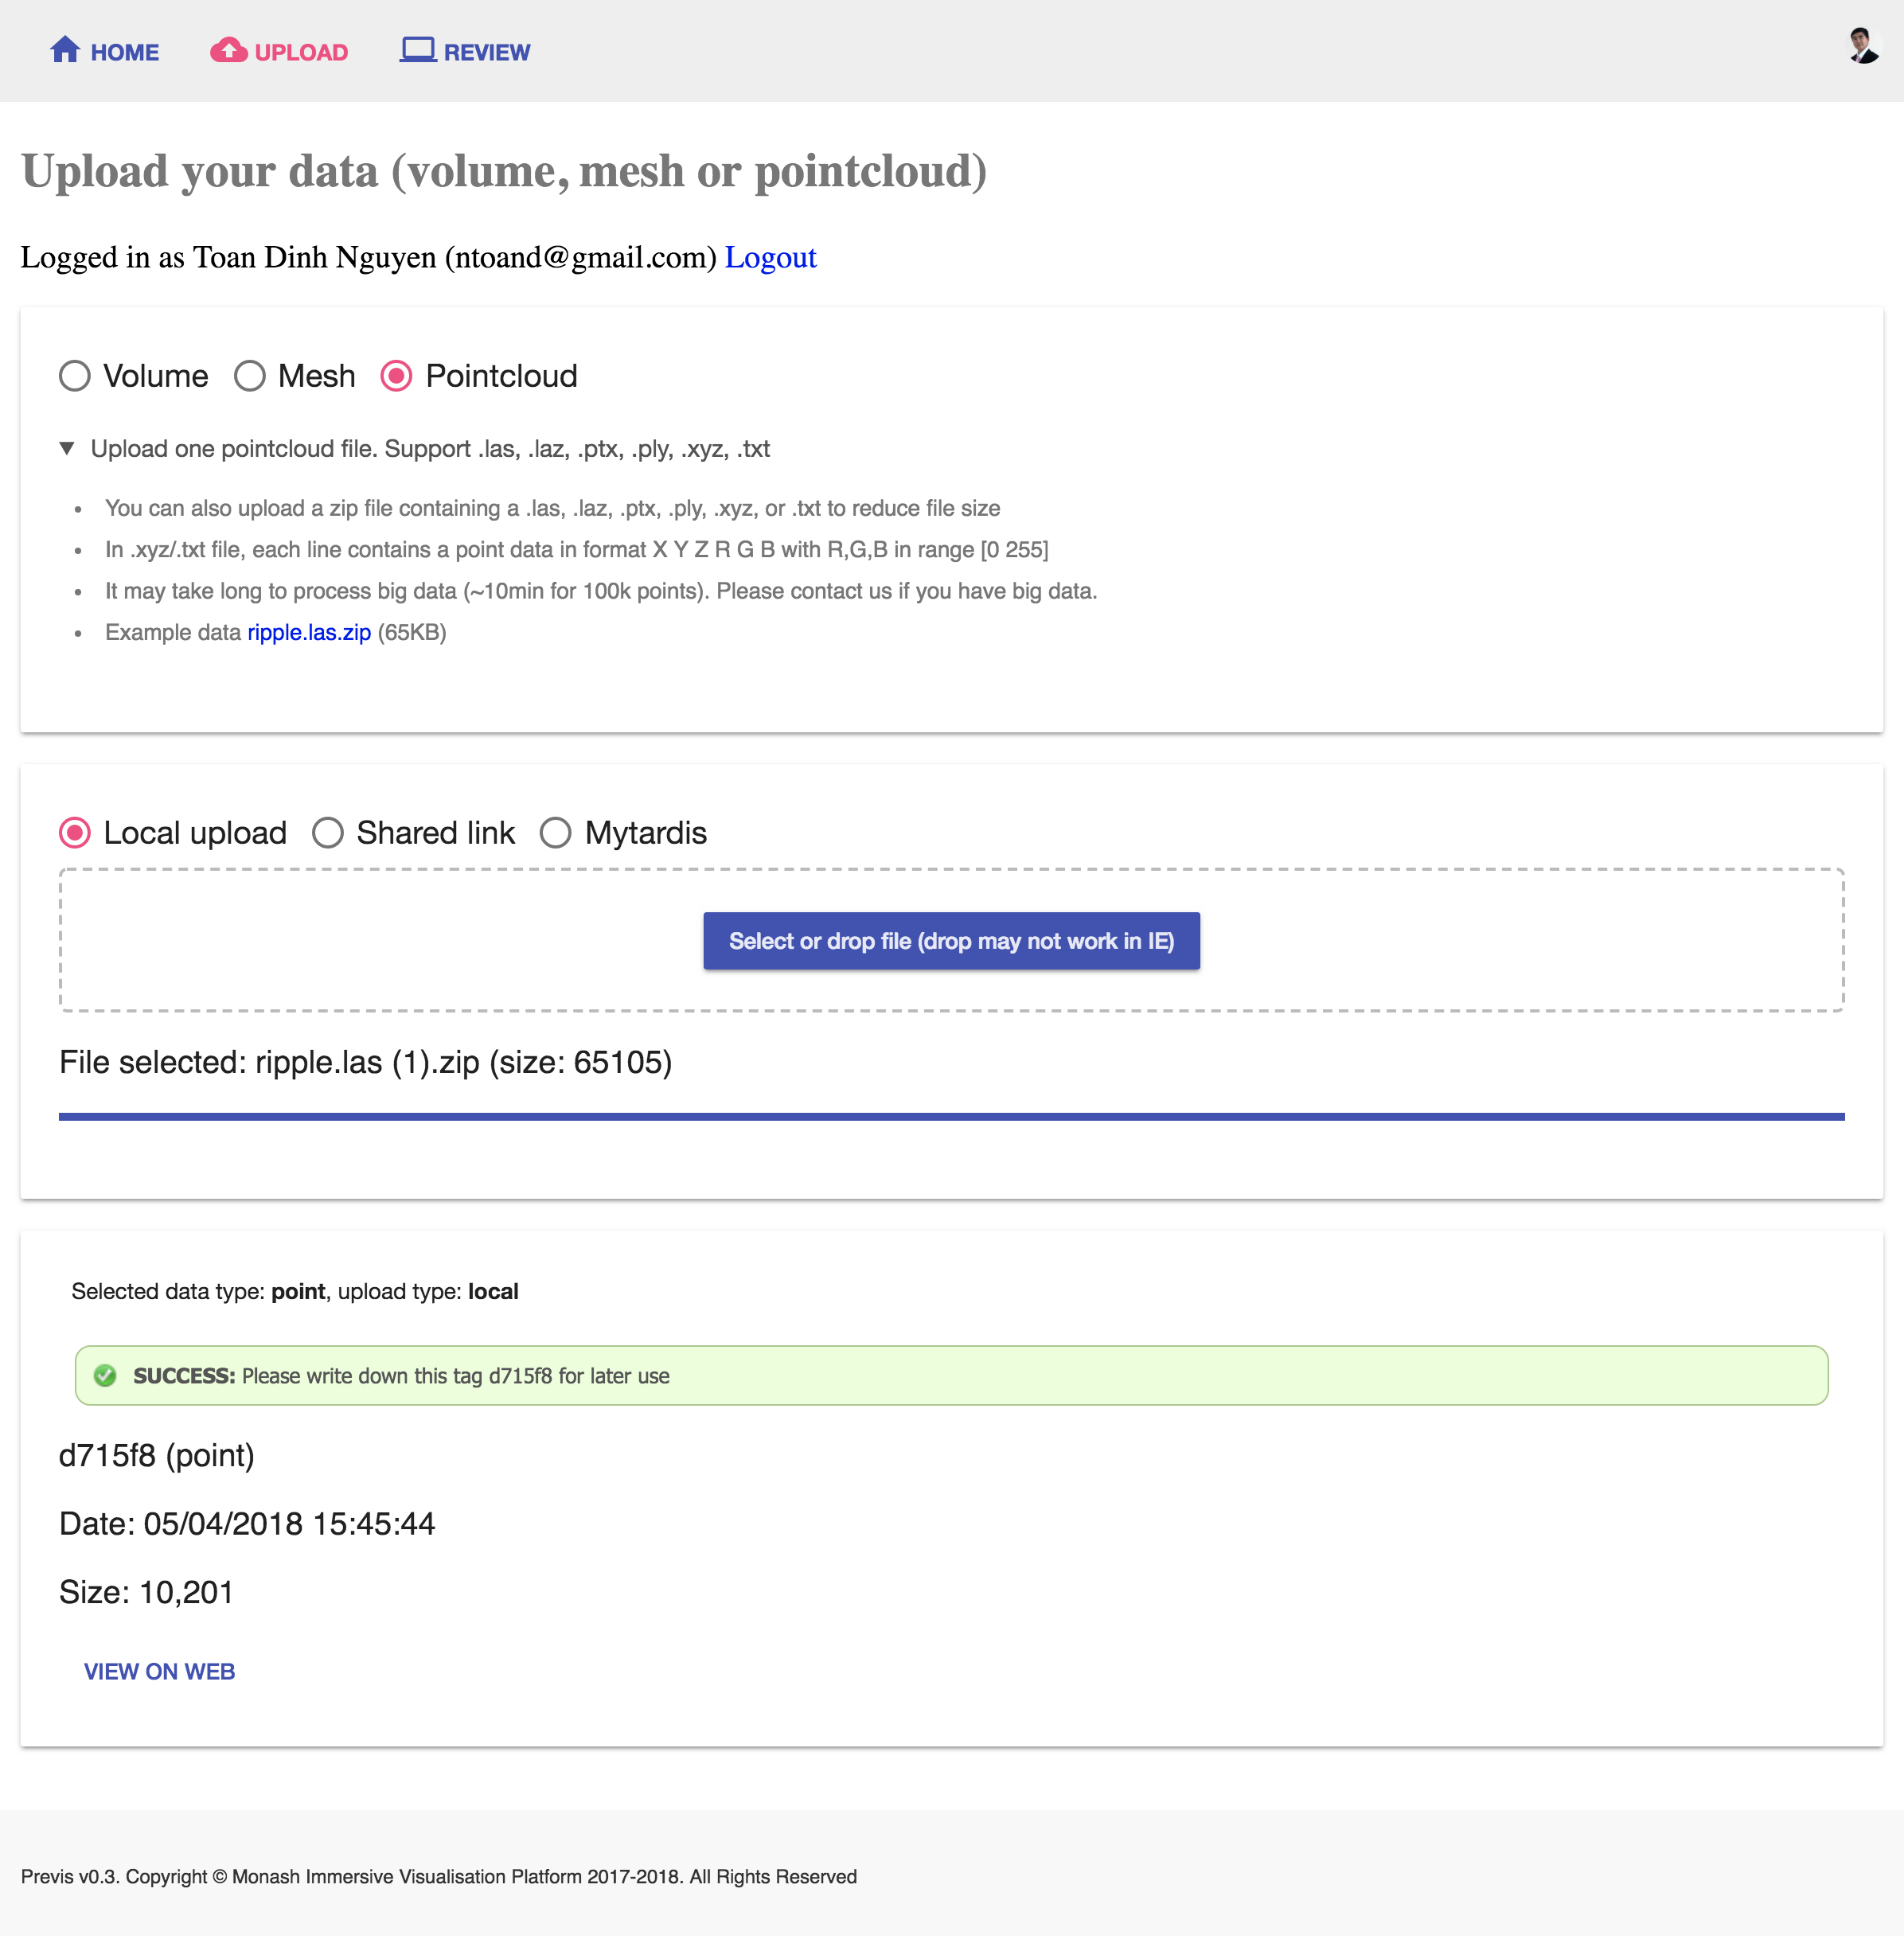 HOME UPLOAD REVIEW
Upload your data (volume, mesh or pointcloud)
Logged in as Toan Dinh Nguyen (ntoand@gmail.com) Logout
Volume Mesh Pointcloud
▼ Upload one pointcloud file. Support .las, .laz, .ptx, .ply, .xyz, .txt
• You can also upload a zip file containing a .las, .laz, .ptx, .ply, .xyz, or .txt to reduce file size
• In .xyz/.txt file, each line contains a point data in format X Y Z R G B with R,G,B in range [0 255]
• It may take long to process big data (~10min for 100k points). Please contact us if you have big data.
• Example data ripple.las.zip (65KB)
Local upload Shared link Mytardis
Select or drop file (drop may not work in IE)
File selected: ripple.las (1).zip (size: 65105)
Selected data type: point, upload type: local
SUCCESS: Please write down this tag d715f8 for later use
d715f8 (point)
Date: 05/04/2018 15:45:44
Size: 10,201
VIEW ON WEB
Previs v0.3. Copyright © Monash Immersive Visualisation Platform 2017-2018. All Rights Reserved